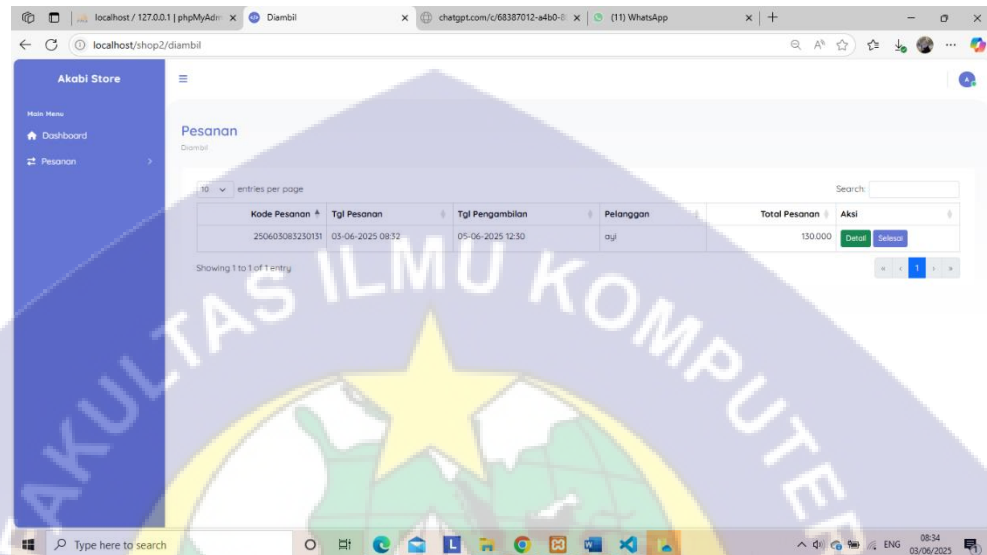 localhost / 127.0.0.1 | phpMyAdm
Diambil
chatgpt.com/c/68387012-a4b0-8
(11) WhatsApp
localhost/shop2/diambil
Akabi Store
Main Menu
Dashboard
Pesanan
Pesanan
Diambil
10 entries per page
Search:
Kode Pesanan Tgl Pesanan Tgl Pengambilan Pelanggan Total Pesanan Aksi
250603083230131 03-06-2025 08:32 05-06-2025 12:30 ayi 130.000 Detail Selesai
Showing 1 to 1 of 1 entry
« ‹ 1 › »
AKULTAS ILMU KOMPUTER
Type here to search
ENG
08:34
03/06/2025